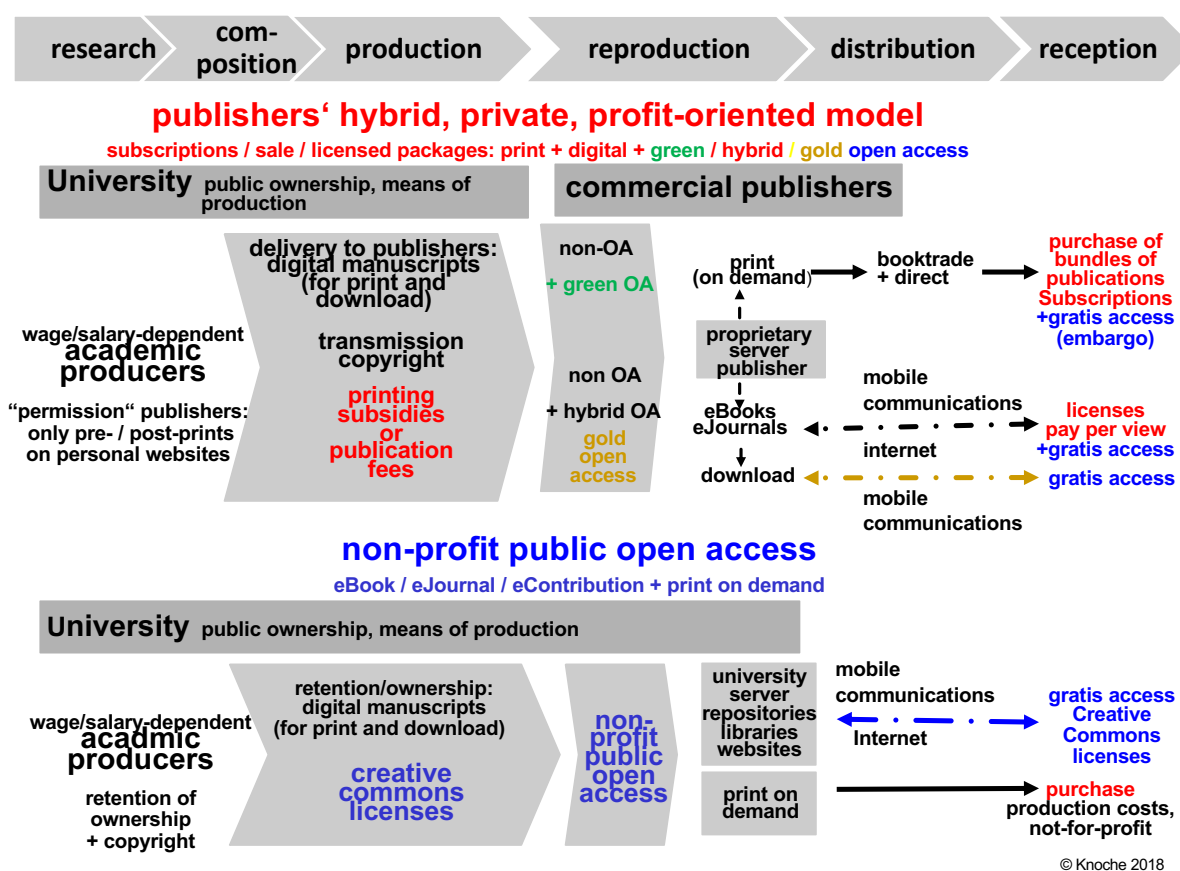 research
com-
position
production
reproduction
distribution
reception
publishers‘ hybrid, private, profit-oriented model
subscriptions / sale / licensed packages: print + digital + green / hybrid / gold open access
University public ownership, means of
production
commercial publishers
wage/salary-dependent
academic
producers
“permission“ publishers:
only pre- / post-prints
on personal websites
delivery to publishers:
digital manuscripts
(for print and
download)
transmission
copyright
printing
subsidies
or
publication
fees
non-OA
+ green OA
non OA
+ hybrid OA
gold
open
access
print
(on demand)
proprietary
server
publisher
eBooks
eJournals
download
booktrade
+ direct
mobile
communications
internet
mobile
communications
purchase of
bundles of
publications
Subscriptions
+gratis access
(embargo)
licenses
pay per view
+gratis access
gratis access
non-profit public open access
eBook / eJournal / eContribution + print on demand
University public ownership, means of production
wage/salary-dependent
acadmic
producers
retention of
ownership
+ copyright
retention/ownership:
digital manuscripts
(for print and download)
creative
commons
licenses
non-
profit
public
open
access
university
server
repositories
libraries
websites
print on
demand
mobile
communications
Internet
gratis access
Creative
Commons
licenses
purchase
production costs,
not-for-profit
© Knoche 2018